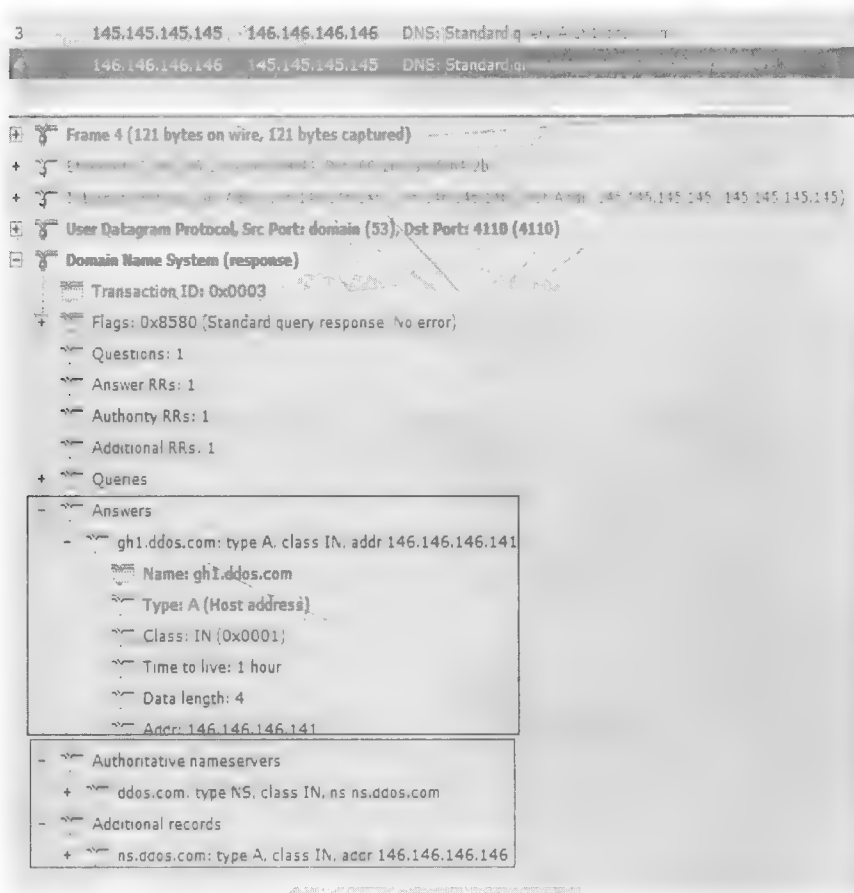 3 145.145.145.145 146.146.146.146 DNS: Standard
4 146.146.146.146 145.145.145.145 DNS: Standard
Frame 4 (121 bytes on wire, 121 bytes captured)
145.145.145.145)
User Datagram Protocol, Src Port: domain (53), Dst Port: 4110 (4110)
Domain Name System (response)
Transaction ID: 0x0003
Flags: 0x8580 (Standard query response No error)
Questions: 1
Answer RRs: 1
Authority RRs: 1
Additional RRs. 1
Queries
Answers
gh1.ddos.com: type A, class IN, addr 146.146.146.141
Name: gh1.ddos.com
Type: A (Host address)
Class: IN (0x0001)
Time to live: 1 hour
Data length: 4
Addr: 146.146.146.141
Authoritative nameservers
ddos.com. type NS, class IN, ns ns.ddos.com
Additional records
ns.ddos.com: type A, class IN, addr 146.146.146.146